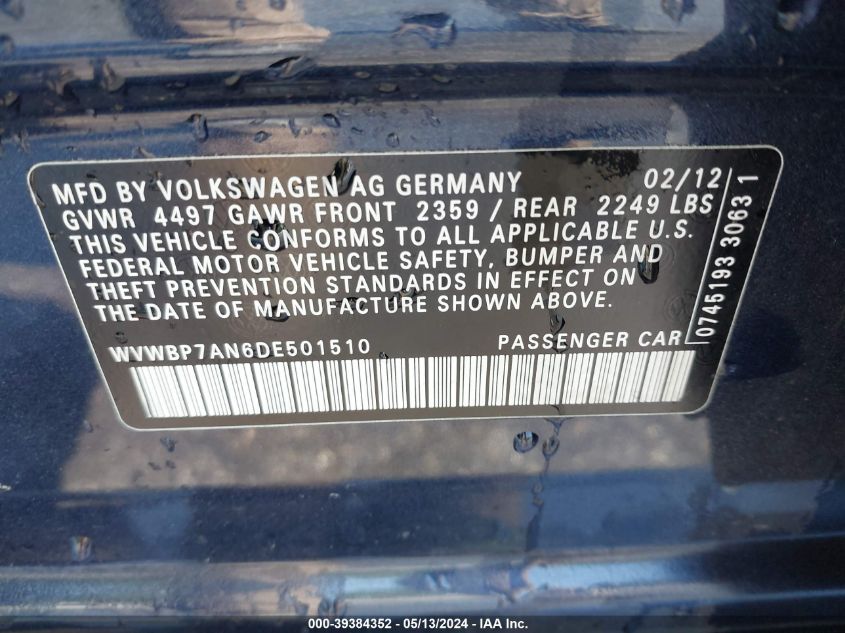 MFD BY VOLKSWAGEN AG GERMANY 02/12
GVWR 4497 GAWR FRONT 2359 / REAR 2249 LBS
THIS VEHICLE CONFORMS TO ALL APPLICABLE U.S.
FEDERAL MOTOR VEHICLE SAFETY, BUMPER AND
THEFT PREVENTION STANDARDS IN EFFECT ON
THE DATE OF MANUFACTURE SHOWN ABOVE.
WVWBP7AN6DE501510 PASSENGER CAR
0745193 3063 1
000-39384352 | 05/13/2024 - © IAA Inc.